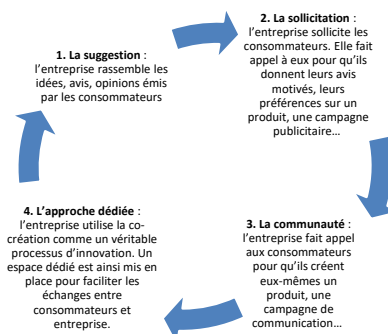 1. La suggestion :
l'entreprise rassemble les
idées, avis, opinions émis
par les consommateurs
2. La sollicitation :
l'entreprise sollicite les
consommateurs. Elle fait
appel à eux pour qu'ils
donnent leurs avis
motivés, leurs
préférences sur un
produit, une campagne
publicitaire…
3. La communauté :
l'entreprise fait appel
aux consommateurs
pour qu'ils créent
eux-mêmes un
produit, une
campagne de
communication…
4. L'approche dédiée :
l'entreprise utilise la co-
création comme un véritable
processus d'innovation. Un
espace dédié est ainsi mis en
place pour faciliter les
échanges entre
consommateurs et
entreprise.